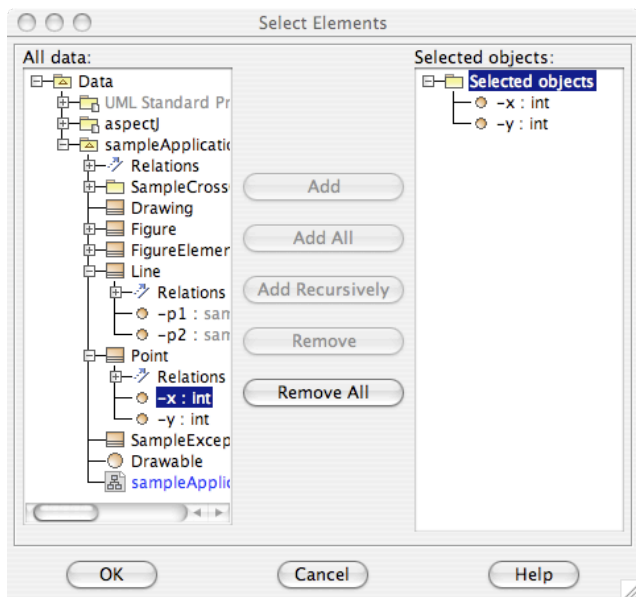 Select Elements
All data:
Data
UML Standard Pr
aspectJ
sampleApplicatio
Relations
SampleCross
Drawing
Figure
FigureElemen
Line
Relations
-p1 : sam
-p2 : sam
Point
Relations
-x : int
-y : int
SampleExcep
Drawable
sampleApplic
Add
Add All
Add Recursively
Remove
Remove All
Selected objects:
Selected objects
-x : int
-y : int
OK
Cancel
Help